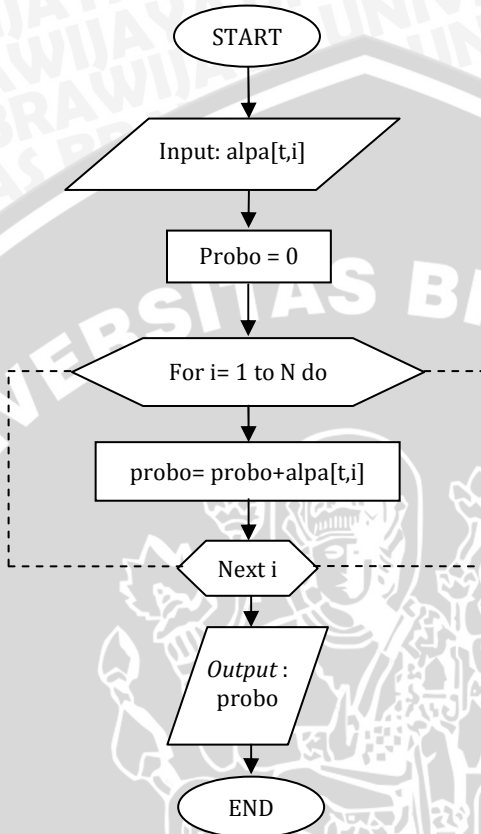 START
Input: alpa[t,i]
Probo = 0
For i= 1 to N do
probo= probo+alpa[t,i]
Next i
Output :
probo
END